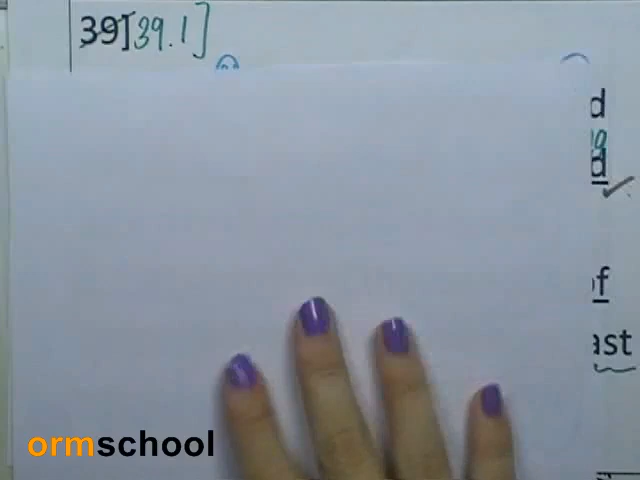 39][39.1]
d
d
of
ast
ormschool